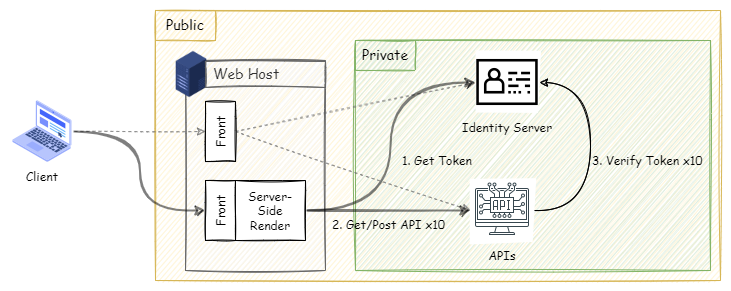 Public
Private
Web Host
Front
Identity Server
Client
1. Get Token
3. Verify Token x10
Front
Server-
Side
Render
API
2. Get/Post API x10
APIs